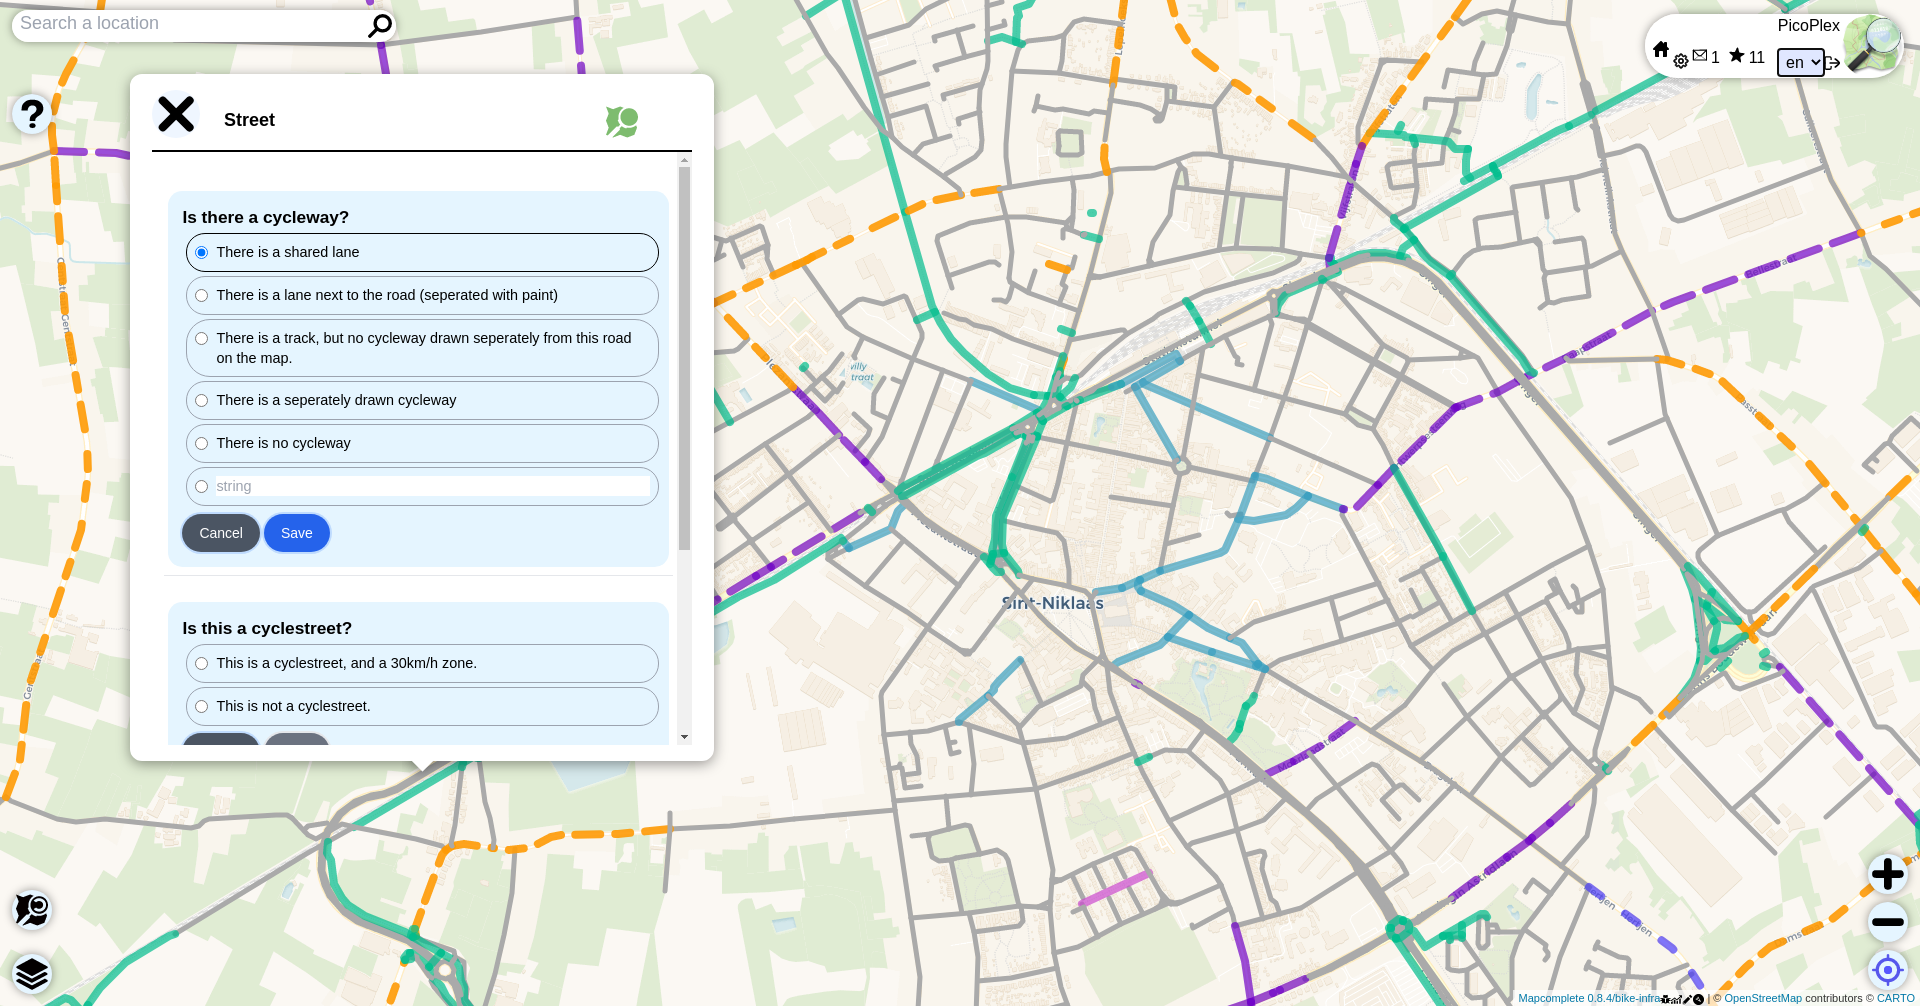 Search a location
PicoPlex
1
11
en
Street
Is there a cycleway?
There is a shared lane
There is a lane next to the road (seperated with paint)
There is a track, but no cycleway drawn seperately from this road
on the map.
There is a seperately drawn cycleway
There is no cycleway
string
Cancel
Save
Is this a cyclestreet?
This is a cyclestreet, and a 30km/h zone.
This is not a cyclestreet.
Sint-Niklaas
Singel
Singel
Mapcomplete 0.8.4/bike-infra
| © OpenStreetMap contributors © CARTO